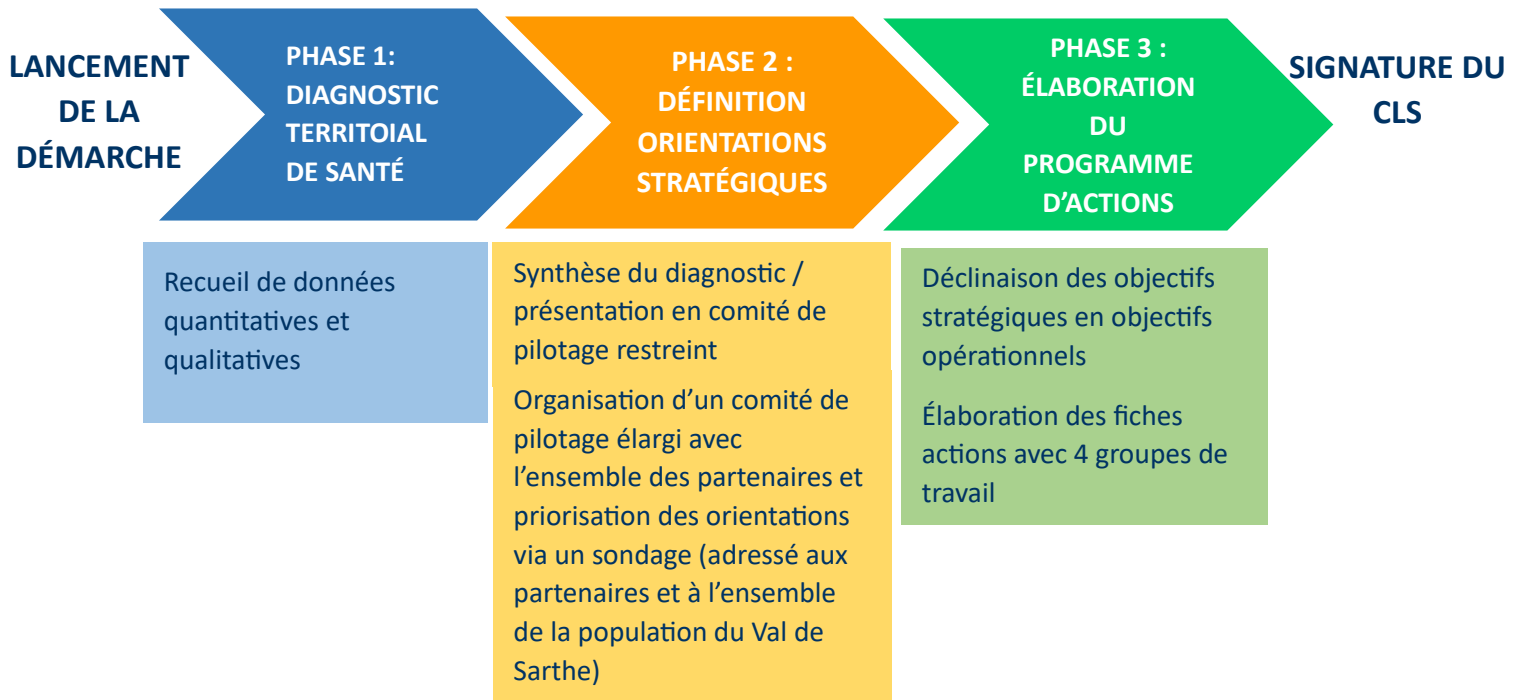 LANCEMENT
DE LA
DÉMARCHE
PHASE 1:
DIAGNOSTIC
TERRITOIAL
DE SANTÉ
PHASE 2 :
DÉFINITION
ORIENTATIONS
STRATÉGIQUES
PHASE 3 :
ÉLABORATION
DU
PROGRAMME
D’ACTIONS
SIGNATURE DU
CLS
Recueil de données
quantitatives et
qualitatives
Synthèse du diagnostic /
présentation en comité de
pilotage restreint
Organisation d’un comité de
pilotage élargi avec
l’ensemble des partenaires et
priorisation des orientations
via un sondage (adressé aux
partenaires et à l’ensemble
de la population du Val de
Sarthe)
Déclinaison des objectifs
stratégiques en objectifs
opérationnels
Élaboration des fiches
actions avec 4 groupes de
travail